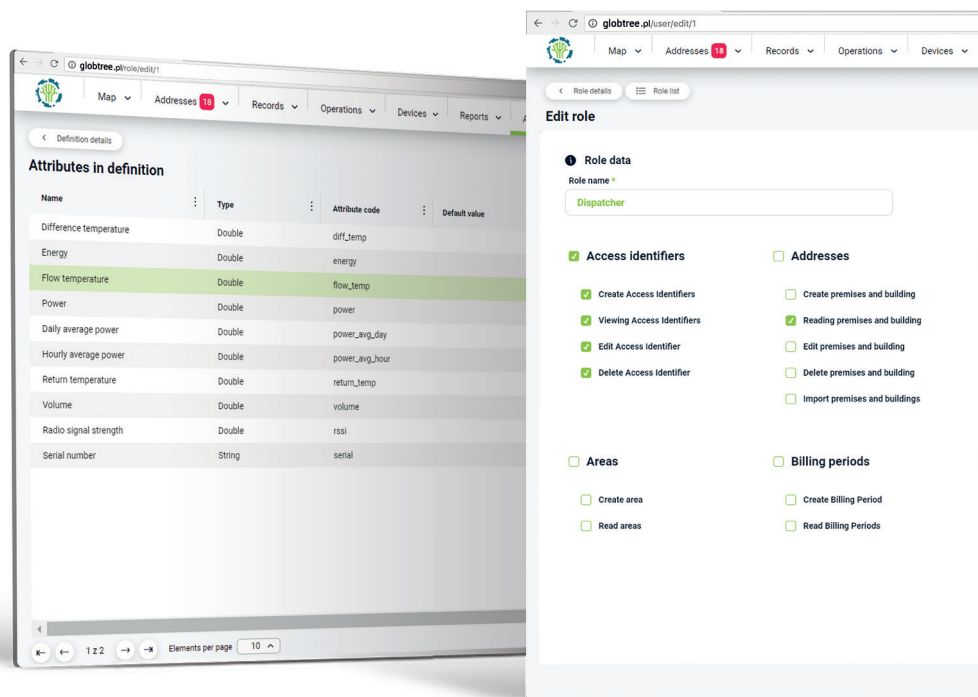 globtree.pl/role/edit/1
Map Addresses 18 Records Operations Devices Reports
Definition details
Attributes in definition
Name Type Attribute code Default value
Difference temperature Double diff_temp
Energy Double energy
Flow temperature Double flow_temp
Power Double power
Daily average power Double power_avg_day
Hourly average power Double power_avg_hour
Return temperature Double return_temp
Volume Double volume
Radio signal strength Double rssi
Serial number String serial
1 z 2 Elements per page 10
globtree.pl/user/edit/1
Map Addresses 18 Records Operations Devices
Role details Role list
Edit role
Role data
Role name *
Dispatcher
Access identifiers Addresses
Create Access Identifiers Create premises and building
Viewing Access Identifiers Reading premises and building
Edit Access Identifier Edit premises and building
Delete Access Identifier Delete premises and building
Import premises and buildings
Areas Billing periods
Create area Create Billing Period
Read areas Read Billing Periods